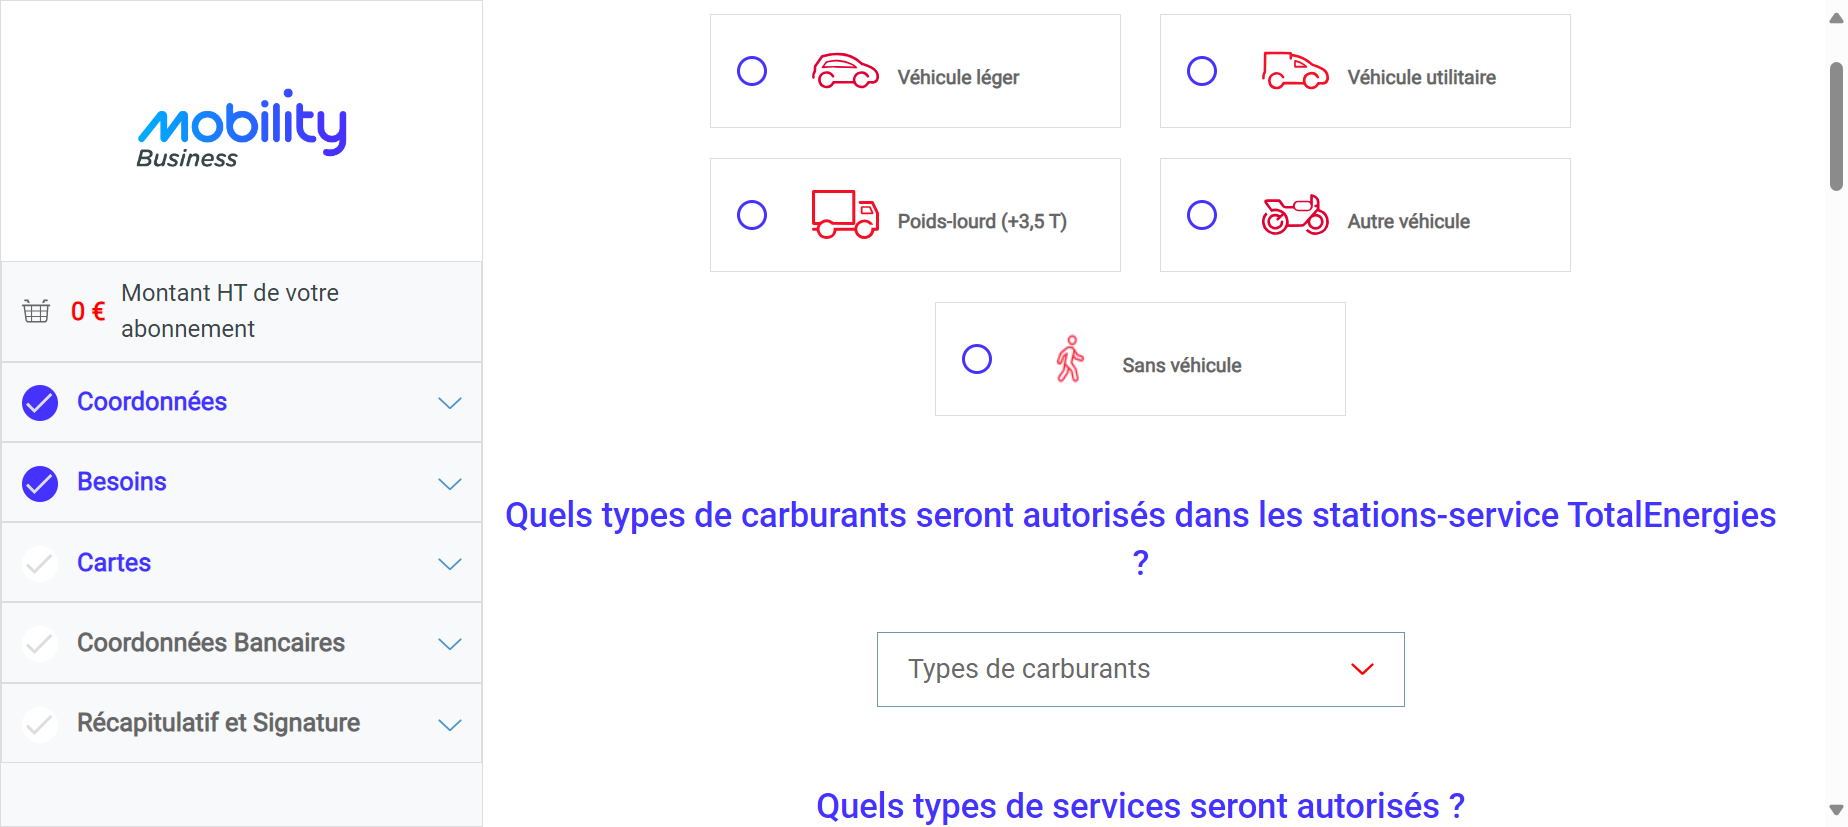 mobility
Business
0 €
Montant HT de votre
abonnement
Coordonnées
Besoins
Cartes
Coordonnées Bancaires
Récapitulatif et Signature
Véhicule léger
Véhicule utilitaire
Poids-lourd (+3,5 T)
Autre véhicule
Sans véhicule
Quels types de carburants seront autorisés dans les stations-service TotalEnergies
?
Types de carburants
Quels types de services seront autorisés ?